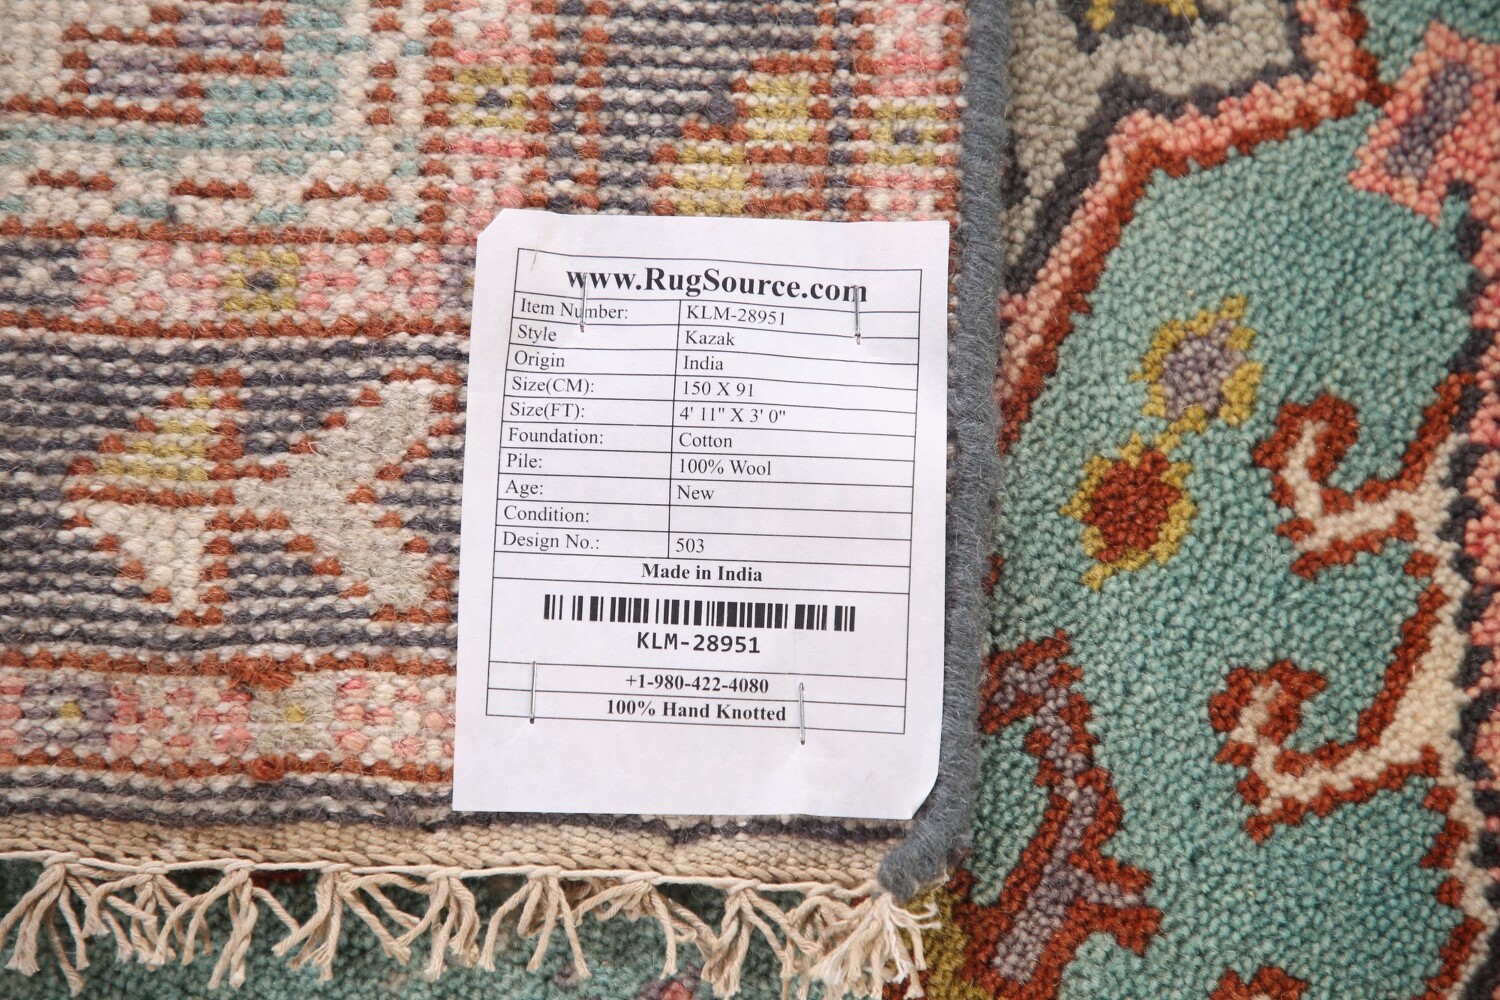 www.RugSource.com
Item Number: KLM-28951
Style Kazak
Origin India
Size(CM): 150 X 91
Size(FT): 4' 11" X 3' 0"
Foundation: Cotton
Pile: 100% Wool
Age: New
Condition:
Design No.: 503
Made in India
KLM-28951
+1-980-422-4080
100% Hand Knotted